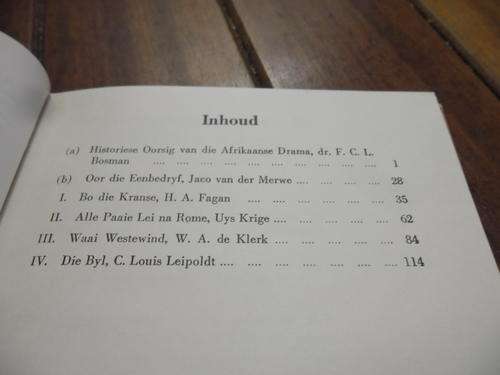 Inhoud
(a) Historiese Oorsig van die Afrikaanse Drama, dr. F. C. L.
Bosman .... .... .... .... .... .... .... .... .... 1
(b) Oor die Eenbedryf, Jaco van der Merwe .... .... .... .... 28
I. Bo die Kranse, H. A. Fagan .... .... .... .... .... .... 35
II. Alle Paaie Lei na Rome, Uys Krige .... .... .... .... .... 62
III. Waai Westewind, W. A. de Klerk .... .... .... .... .... 84
IV. Die Byl, C. Louis Leipoldt .... .... .... .... .... .... .... 114